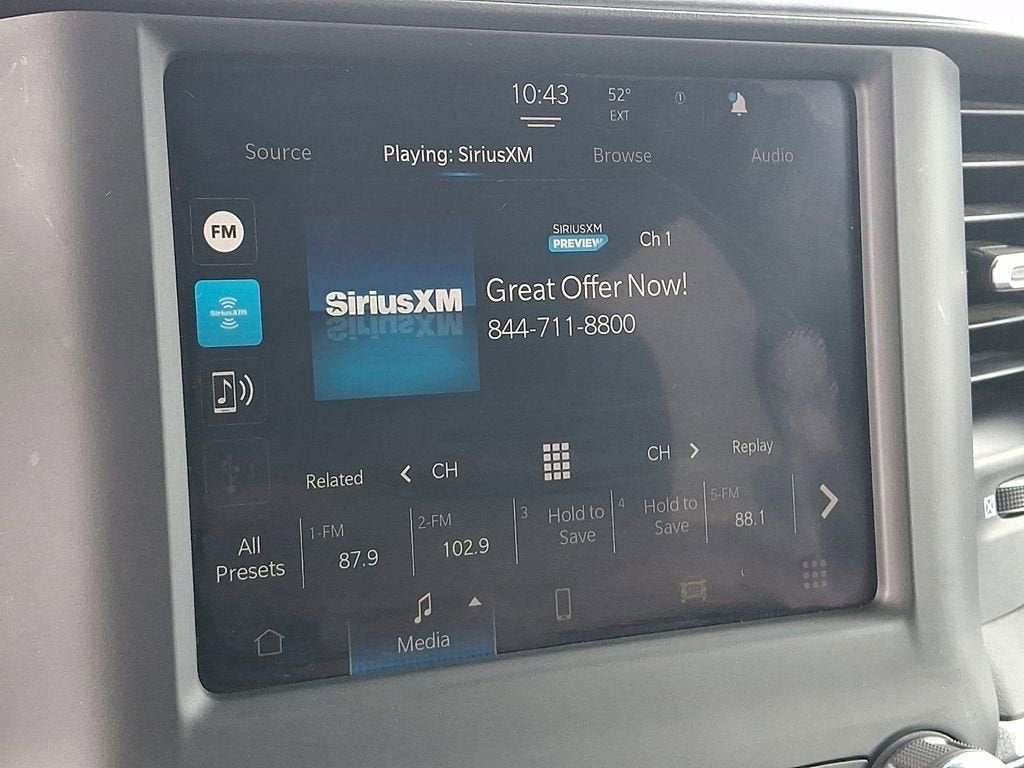 10:43
52°
EXT
Source
Playing: SiriusXM
Browse
Audio
FM
SIRIUSXM
PREVIEW
Ch 1
SiriusXM
SiriusXM
Great Offer Now!
844-711-8800
Related
CH
CH
Replay
All
Presets
1-FM
87.9
2-FM
102.9
3
Hold to
Save
4
Hold to
Save
5-FM
88.1
Media